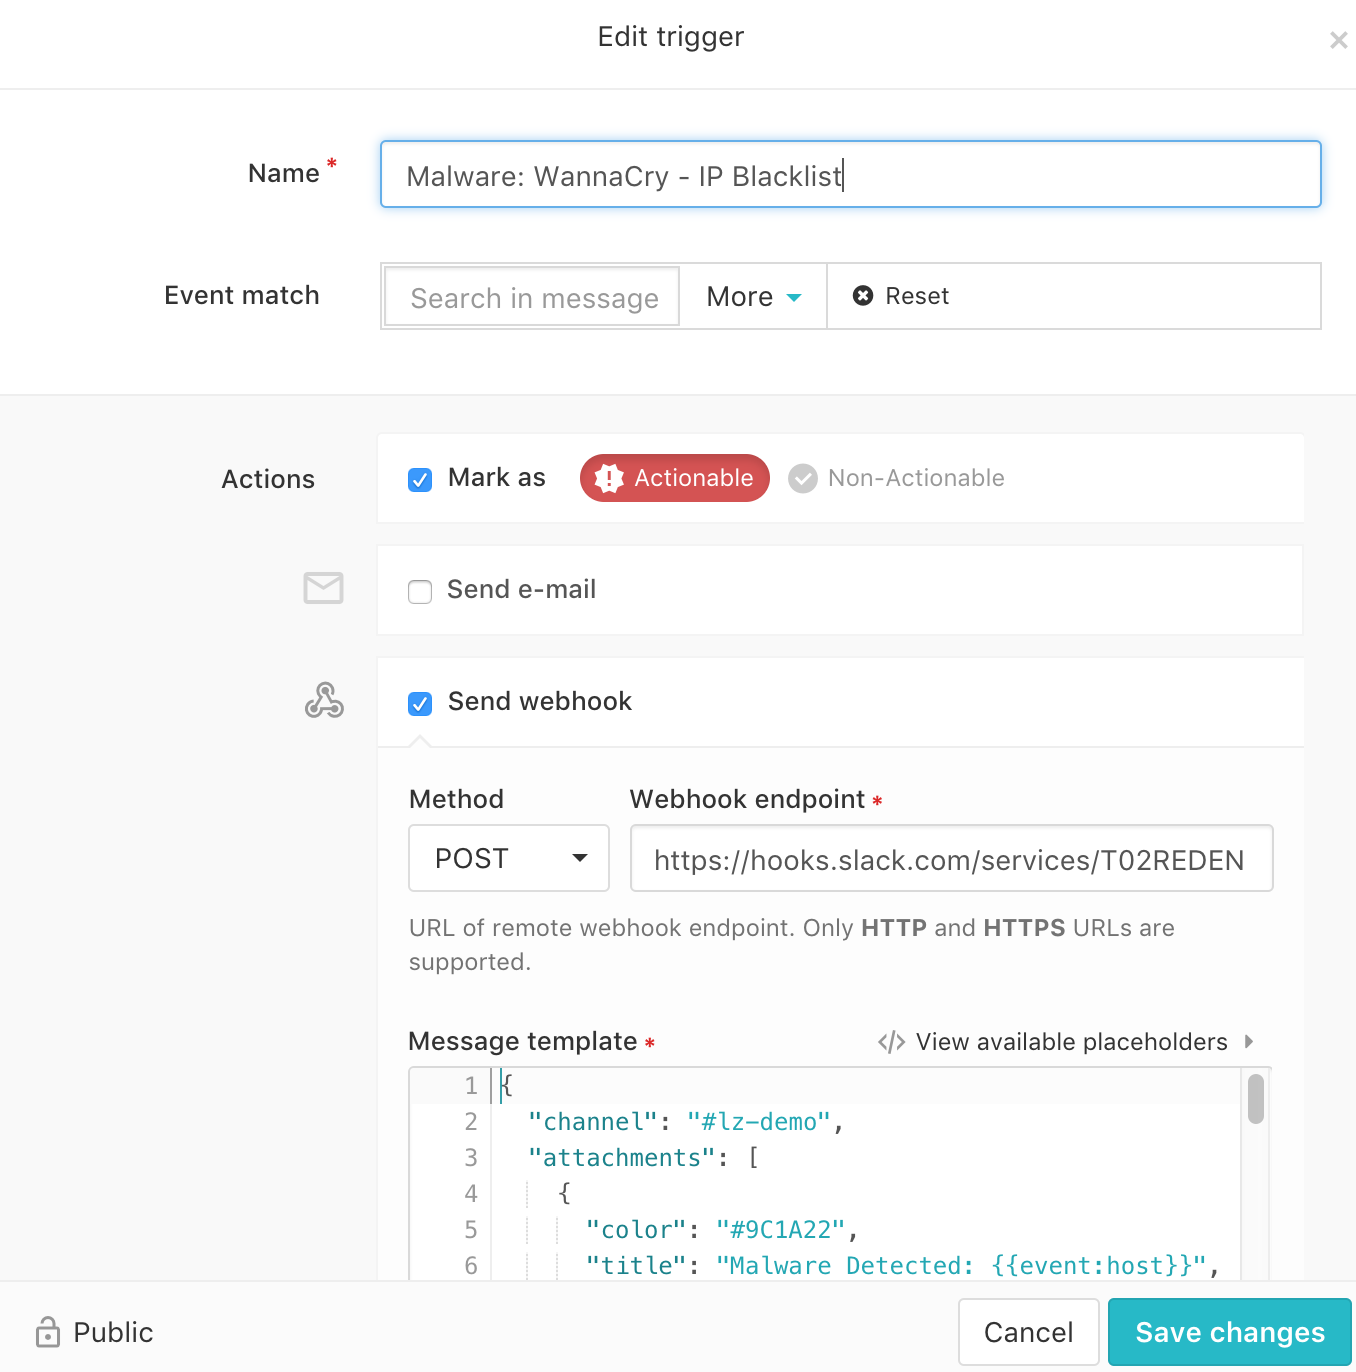 Edit trigger
Name *
Malware: WannaCry - IP Blacklist
Event match
Search in message
More
Reset
Actions
Mark as
Actionable
Non-Actionable
Send e-mail
Send webhook
Method
Webhook endpoint *
POST
https://hooks.slack.com/services/T02REDEN
URL of remote webhook endpoint. Only HTTP and HTTPS URLs are
supported.
Message template *
</> View available placeholders
1 {
2 "channel": "#lz-demo",
3 "attachments": [
4 {
5 "color": "#9C1A22",
6 "title": "Malware Detected: {{event:host}}",
Public
Cancel
Save changes